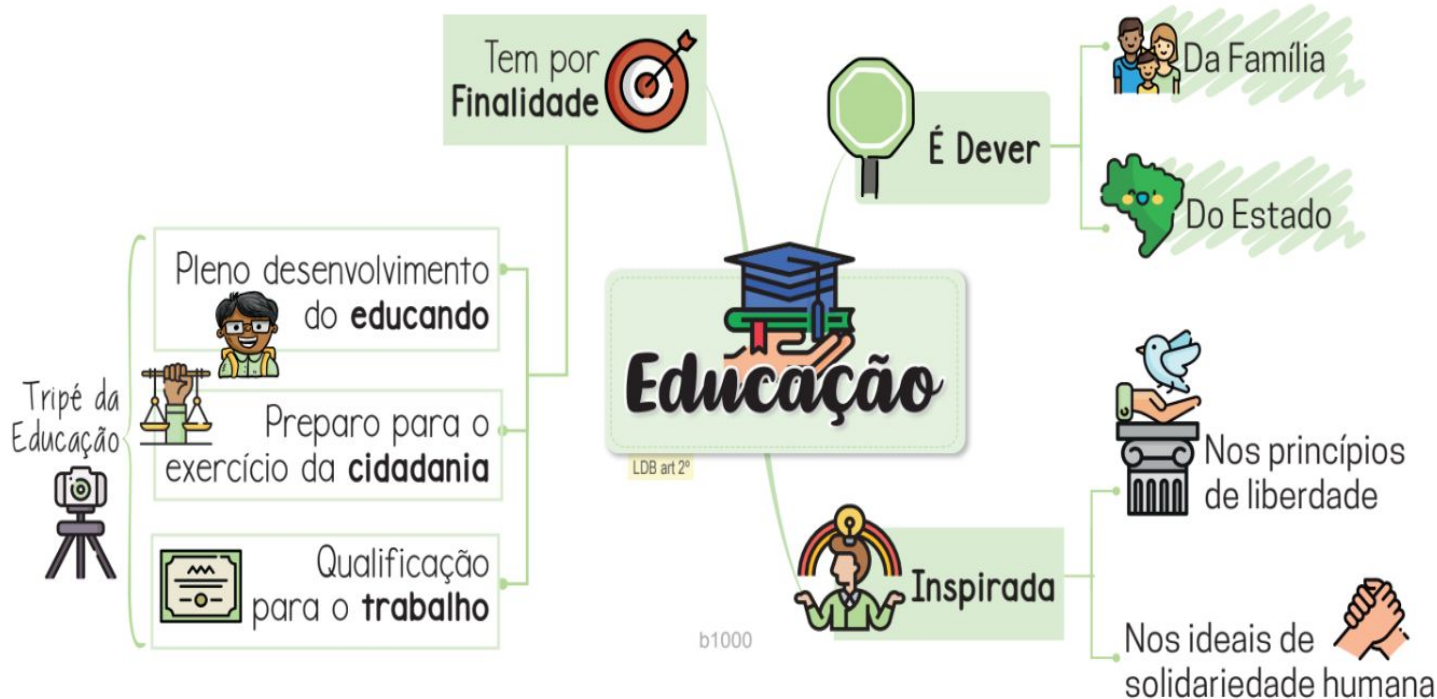 Educação
LDB art 2º
Tem por
Finalidade
Pleno desenvolvimento
do educando
Preparo para o
exercício da cidadania
Qualificação
para o trabalho
Tripé da
Educação
É Dever
Da Família
Do Estado
Inspirada
Nos princípios
de liberdade
Nos ideais de
solidariedade humana
b1000